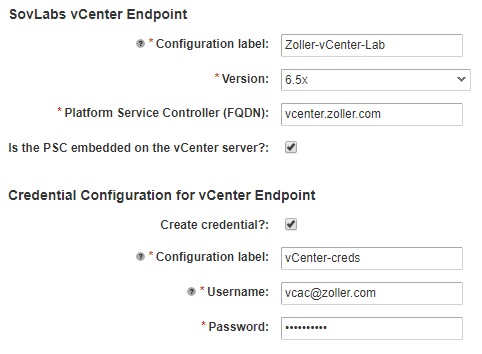 SovLabs vCenter Endpoint
? * Configuration label: Zoller-vCenter-Lab
* Version: 6.5x
* Platform Service Controller (FQDN): vcenter.zoller.com
Is the PSC embedded on the vCenter server?:
Credential Configuration for vCenter Endpoint
Create credential?:
? * Configuration label: vCenter-creds
? * Username: vcac@zoller.com
* Password: ••••••••••